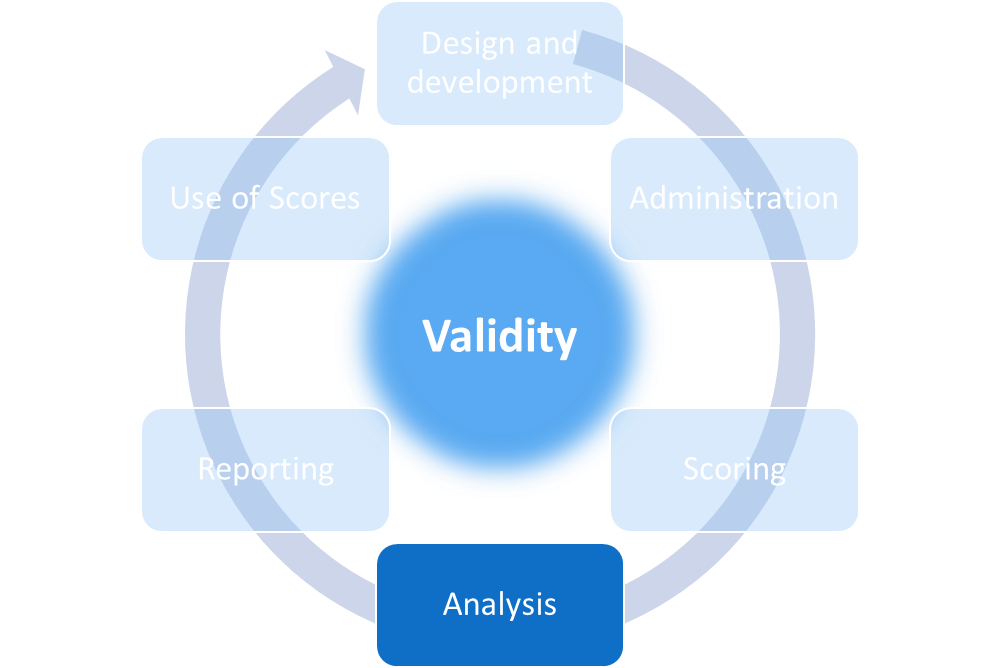 Design and
development
Use of Scores
Administration
Validity
Reporting
Scoring
Analysis